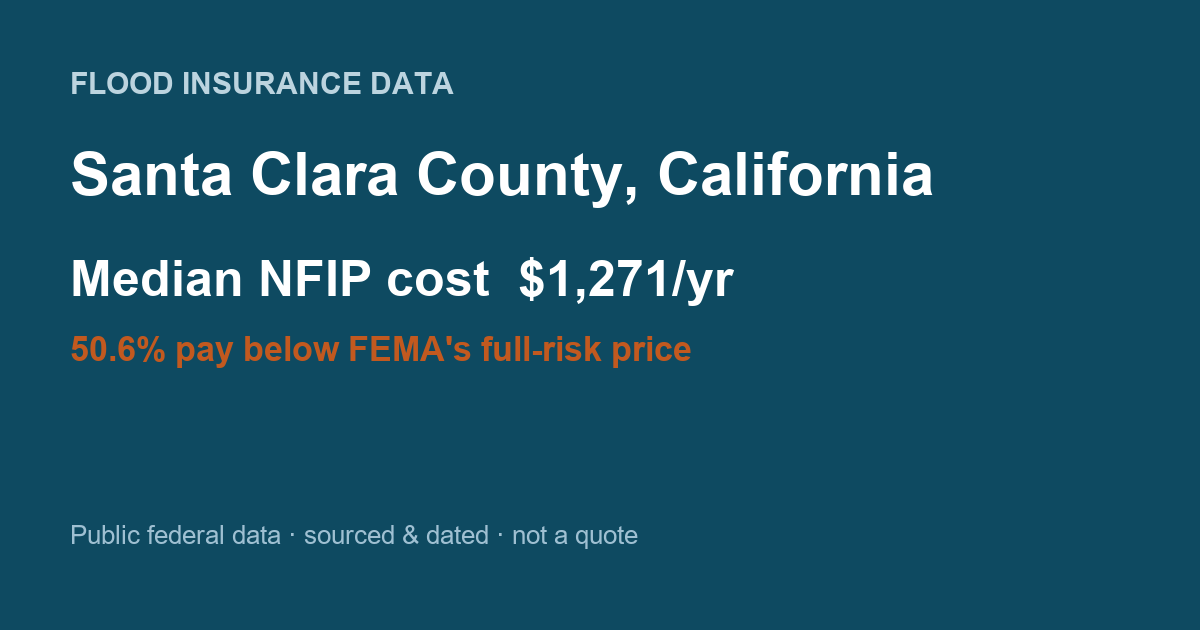 FLOOD INSURANCE DATA
Santa Clara County, California
Median NFIP cost  $1,271/yr
50.6% pay below FEMA's full-risk price
Public federal data · sourced & dated · not a quote